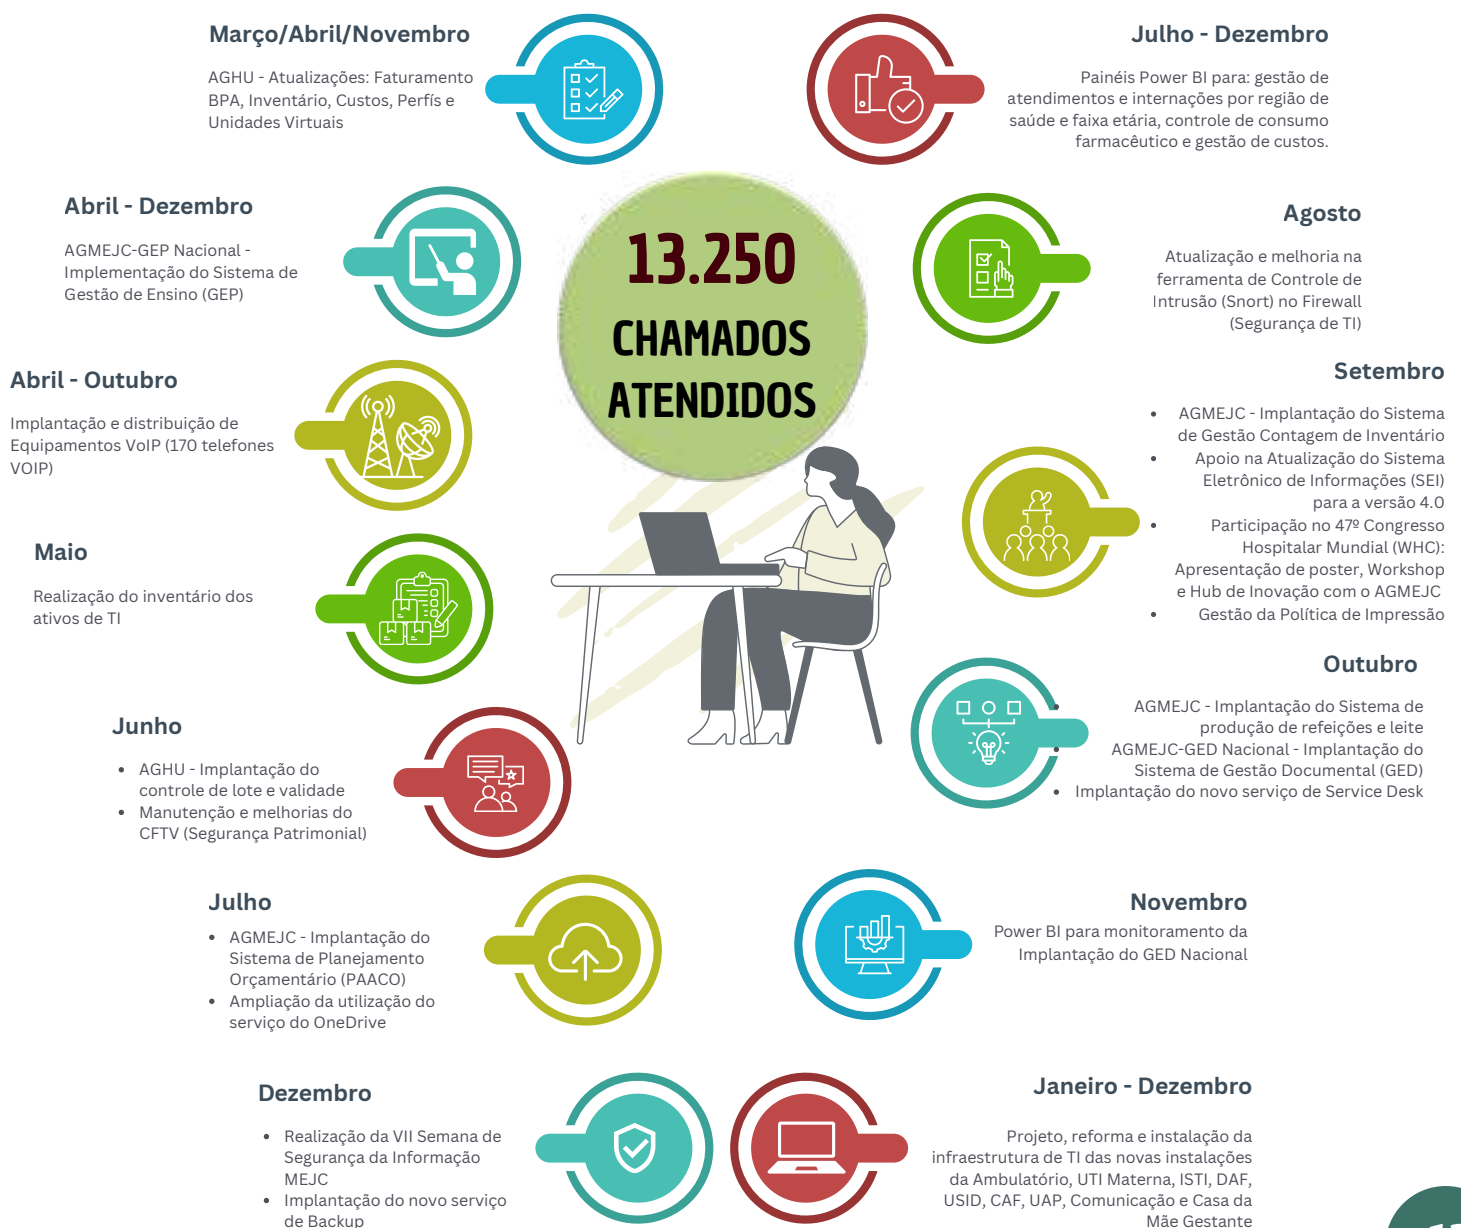 Março/Abril/Novembro
AGHU - Atualizações: Faturamento
BPA, Inventário, Custos, Perfís e
Unidades Virtuais
Abril - Dezembro
AGMEJC-GEP Nacional -
Implementação do Sistema de
Gestão de Ensino (GEP)
Abril - Outubro
Implantação e distribuição de
Equipamentos VoIP (170 telefones
VOIP)
Maio
Realização do inventário dos
ativos de TI
Junho
• AGHU - Implantação do
controle de lote e validade
• Manutenção e melhorias do
CFTV (Segurança Patrimonial)
Julho
• AGMEJC - Implantação do
Sistema de Planejamento
Orçamentário (PAACO)
• Ampliação da utilização do
serviço do OneDrive
Dezembro
• Realização da VII Semana de
Segurança da Informação
MEJC
• Implantação do novo serviço
de Backup
13.250
CHAMADOS
ATENDIDOS
Julho - Dezembro
Painéis Power BI para: gestão de
atendimentos e internações por região de
saúde e faixa etária, controle de consumo
farmacêutico e gestão de custos.
Agosto
Atualização e melhoria na
ferramenta de Controle de
Intrusão (Snort) no Firewall
(Segurança de TI)
Setembro
• AGMEJC - Implantação do Sistema
de Gestão Contagem de Inventário
• Apoio na Atualização do Sistema
Eletrônico de Informações (SEI)
para a versão 4.0
• Participação no 47º Congresso
Hospitalar Mundial (WHC):
Apresentação de poster, Workshop
e Hub de Inovação com o AGMEJC
• Gestão da Política de Impressão
Outubro
• AGMEJC - Implantação do Sistema de
produção de refeições e leite
• AGMEJC-GED Nacional - Implantação do
Sistema de Gestão Documental (GED)
• Implantação do novo serviço de Service Desk
Novembro
Power BI para monitoramento da
Implantação do GED Nacional
Janeiro - Dezembro
Projeto, reforma e instalação da
infraestrutura de TI das novas instalações
da Ambulatório, UTI Materna, ISTI, DAF,
USID, CAF, UAP, Comunicação e Casa da
Mãe Gestante